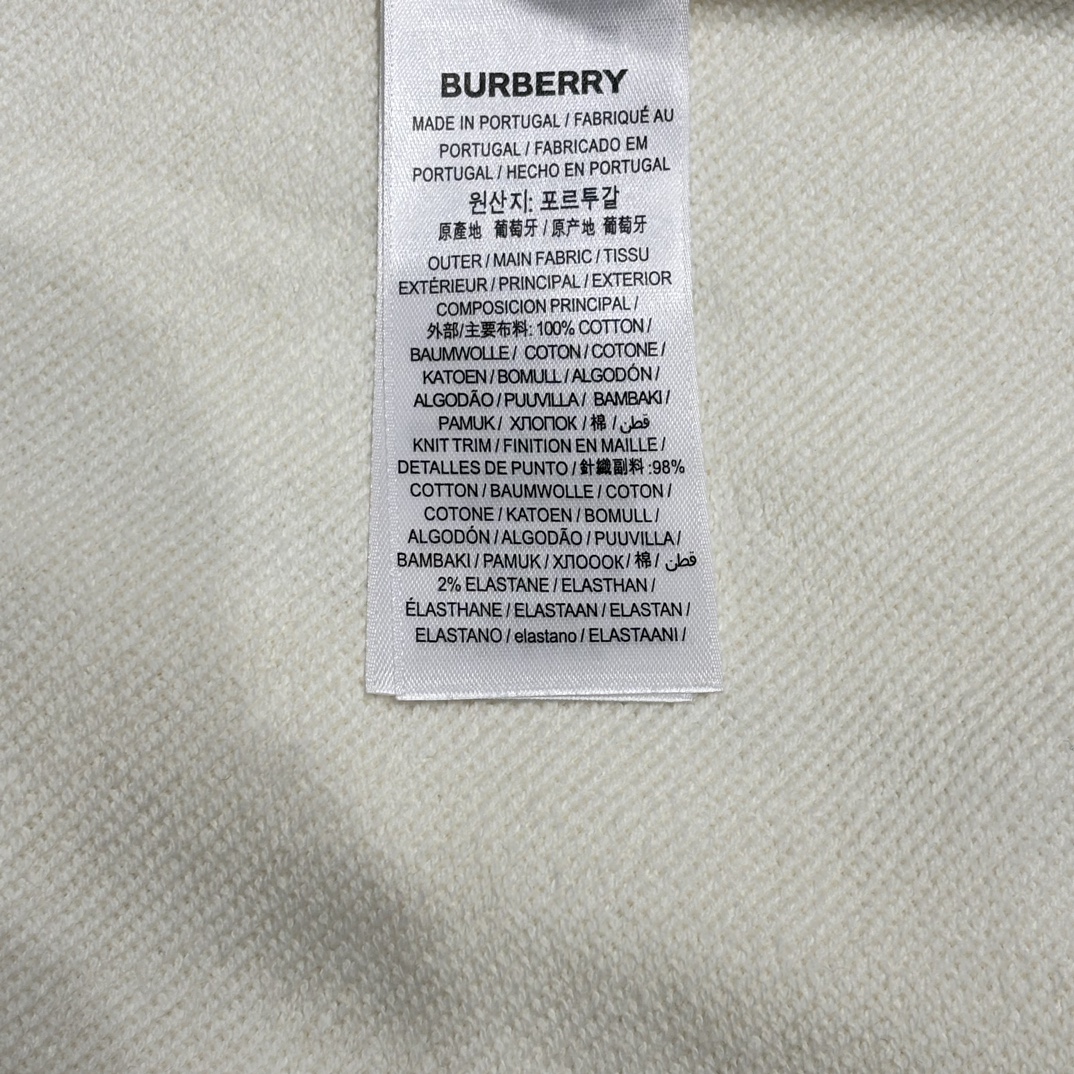 BURBERRY
MADE IN PORTUGAL / FABRIQUÉ AU
PORTUGAL / FABRICADO EM
PORTUGAL / HECHO EN PORTUGAL
원산지: 포르투갈
原產地 葡萄牙 / 原产地 葡萄牙
OUTER / MAIN FABRIC / TISSU
EXTÉRIEUR / PRINCIPAL / EXTERIOR
COMPOSICION PRINCIPAL /
外部/主要布料: 100% COTTON /
BAUMWOLLE / COTON / COTONE /
KATOEN / BOMULL / ALGODÓN /
ALGODÃO / PUUVILLA / BAMBAKI /
PAMUK / ХЛОПОК / 棉 / قطن
KNIT TRIM / FINITION EN MAILLE /
DETALLES DE PUNTO / 針織副料 :98%
COTTON / BAUMWOLLE / COTON /
COTONE / KATOEN / BOMULL /
ALGODÓN / ALGODÃO / PUUVILLA /
BAMBAKI / PAMUK / ХЛОООК / 棉 / قطن
2% ELASTANE / ELASTHAN /
ÉLASTHANE / ELASTAAN / ELASTAN /
ELASTANO / elastano / ELASTAANI /